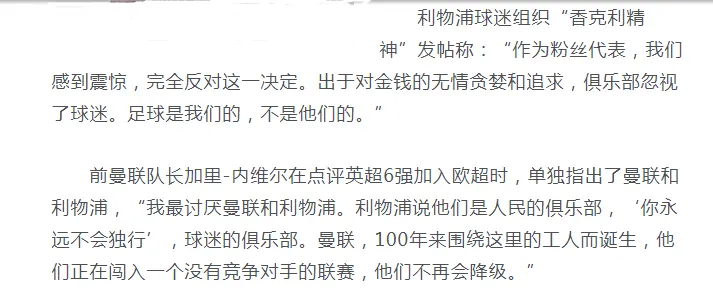 利物浦球迷组织“香克利精
神”发帖称：“作为粉丝代表，我们
感到震惊，完全反对这一决定。出于对金钱的无情贪婪和追求，俱乐部忽视
了球迷。足球是我们的，不是他们的。”
前曼联队长加里-内维尔在点评英超6强加入欧超时，单独指出了曼联和
利物浦，“我最讨厌曼联和利物浦。利物浦说他们是人民的俱乐部，‘你永
远不会独行’，球迷的俱乐部。曼联，100年来围绕这里的工人而诞生，他
们正在闯入一个没有竞争对手的联赛，他们不再会降级。”